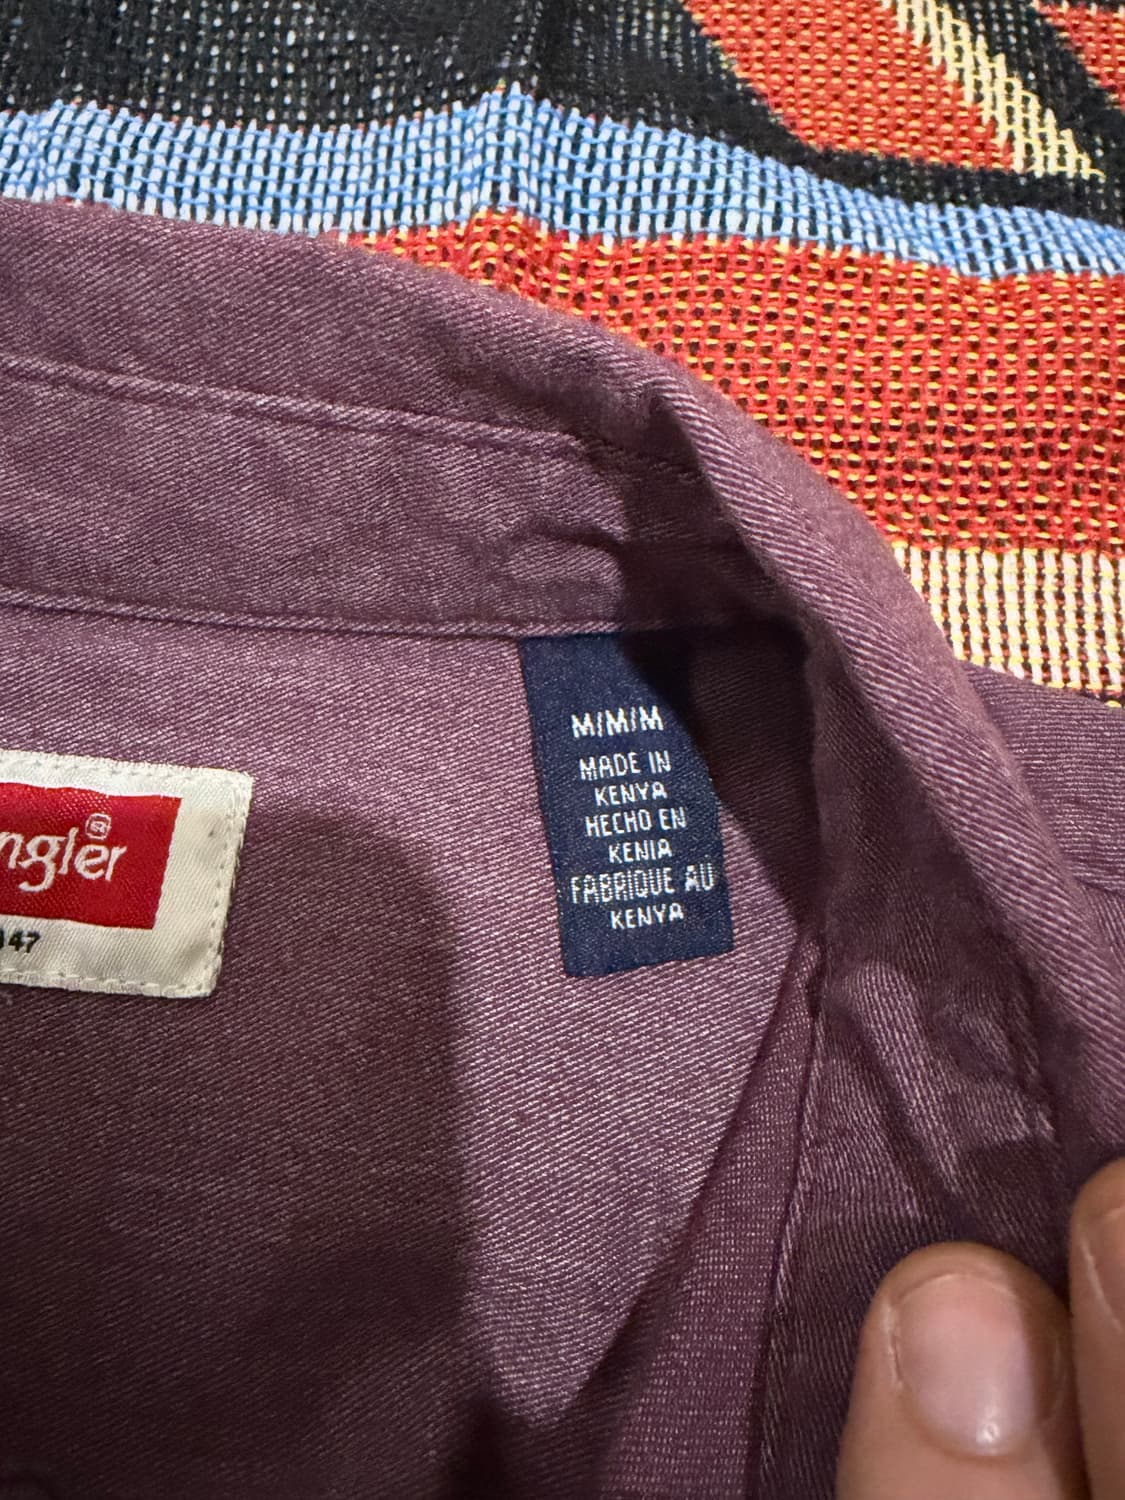 ngler
47
M/M/M
MADE IN
KENYA
HECHO EN
KENIA
FABRIQUE AU
KENYA